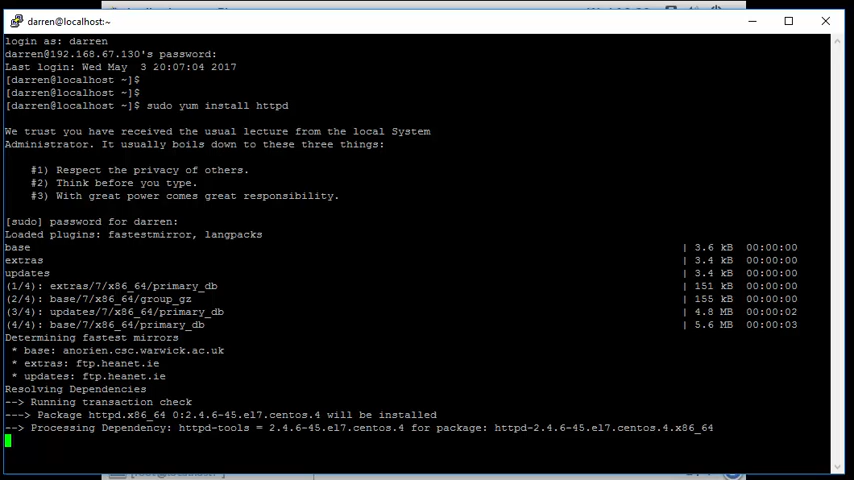 darren@localhost:~
login as: darren
darren@192.168.67.130's password:
Last login: Wed May  3 20:07:04 2017
[darren@localhost ~]$
[darren@localhost ~]$
[darren@localhost ~]$ sudo yum install httpd
We trust you have received the usual lecture from the local System
Administrator. It usually boils down to these three things:
#1) Respect the privacy of others.
#2) Think before you type.
#3) With great power comes great responsibility.
[sudo] password for darren:
Loaded plugins: fastestmirror, langpacks
base | 3.6 kB 00:00:00
extras | 3.4 kB 00:00:00
updates | 3.4 kB 00:00:00
(1/4): extras/7/x86_64/primary_db | 151 kB 00:00:00
(2/4): base/7/x86_64/group_gz | 155 kB 00:00:00
(3/4): updates/7/x86_64/primary_db | 4.8 MB 00:00:02
(4/4): base/7/x86_64/primary_db | 5.6 MB 00:00:03
Determining fastest mirrors
* base: anorien.csc.warwick.ac.uk
* extras: ftp.heanet.ie
* updates: ftp.heanet.ie
Resolving Dependencies
--> Running transaction check
---> Package httpd.x86_64 0:2.4.6-45.el7.centos.4 will be installed
--> Processing Dependency: httpd-tools = 2.4.6-45.el7.centos.4 for package: httpd-2.4.6-45.el7.centos.4.x86_64